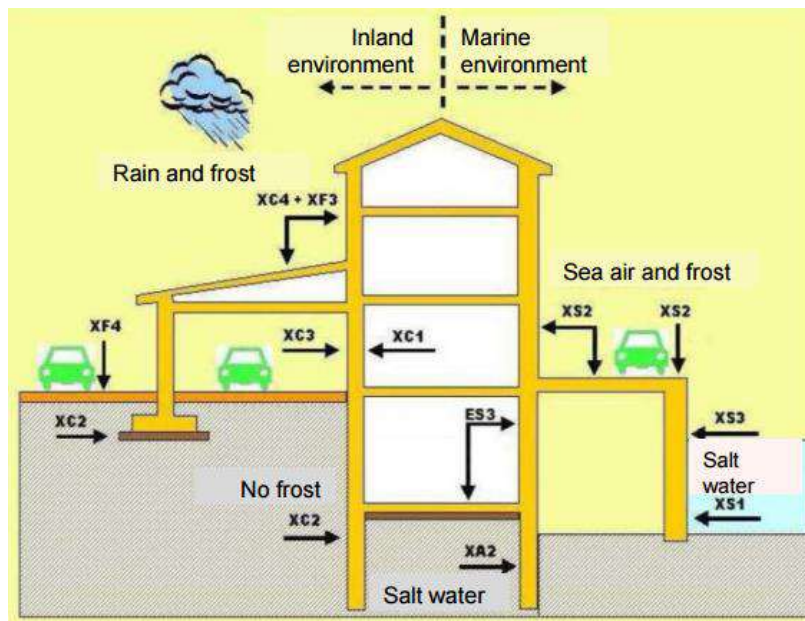 Inland
environment
Marine
environment
Rain and frost
XC4 + XF3
Sea air and frost
XS2
XS2
XF4
XC3
XC1
XC2
ES3
XS3
No frost
Salt
water
XS1
XC2
XA2
Salt water